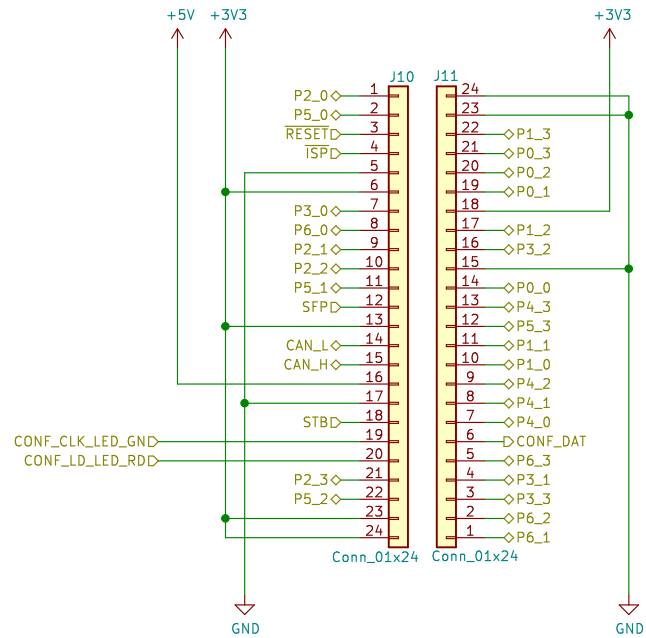 +5V +3V3 +3V3
J10 J11
P2_0 1 24
P5_0 2 23
RESET 3 22 P1_3
ISP 4 21 P0_3
5 20 P0_2
6 19 P0_1
P3_0 7 18
P6_0 8 17 P1_2
P2_1 9 16 P3_2
P2_2 10 15
P5_1 11 14 P0_0
SFP 12 13 P4_3
13 12 P5_3
CAN_L 14 11 P1_1
CAN_H 15 10 P1_0
16 9 P4_2
17 8 P4_1
STB 18 7 P4_0
CONF_CLK_LED_GN 19 6 CONF_DAT
CONF_LD_LED_RD 20 5 P6_3
P2_3 21 4 P3_1
P5_2 22 3 P3_3
23 2 P6_2
24 1 P6_1
Conn_01x24 Conn_01x24
GND GND